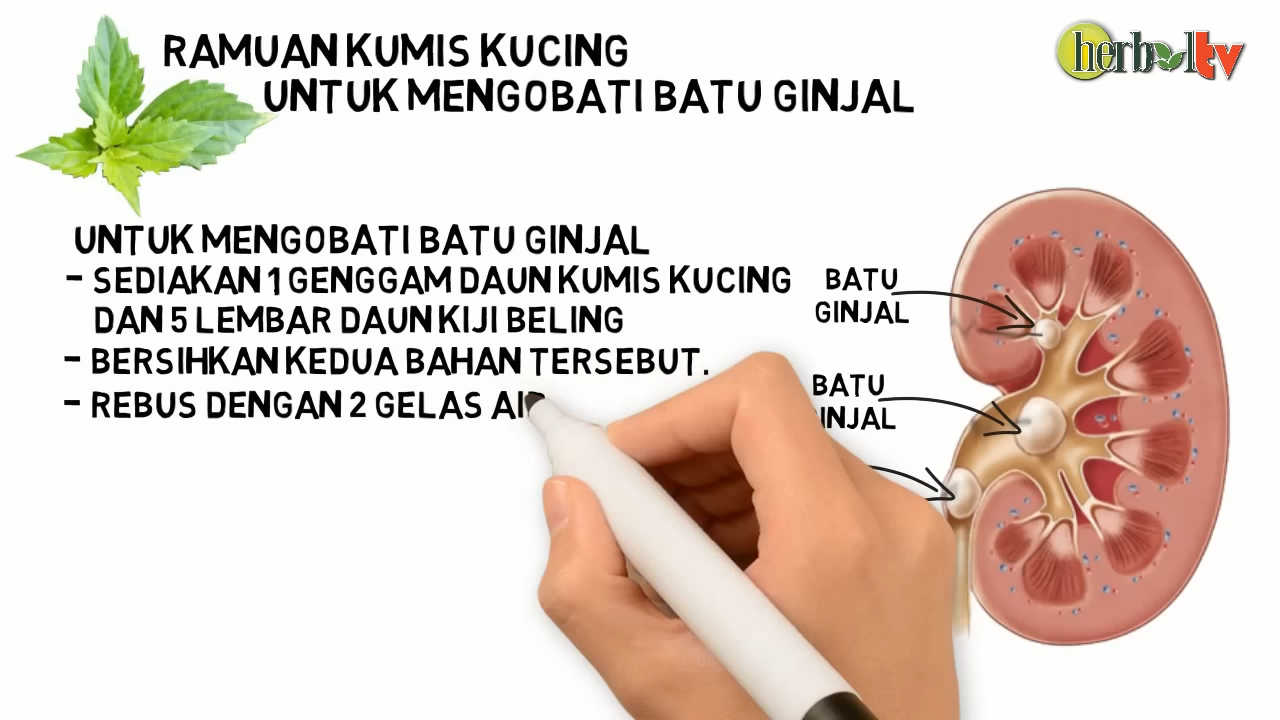 RAMUAN KUMIS KUCING
UNTUK MENGOBATI BATU GINJAL
herbal tv
UNTUK MENGOBATI BATU GINJAL
- SEDIAKAN 1 GENGGAM DAUN KUMIS KUCING
DAN 5 LEMBAR DAUN KIJI BELING
- BERSIHKAN KEDUA BAHAN TERSEBUT.
- REBUS DENGAN 2 GELAS
BATU
GINJAL
BATU